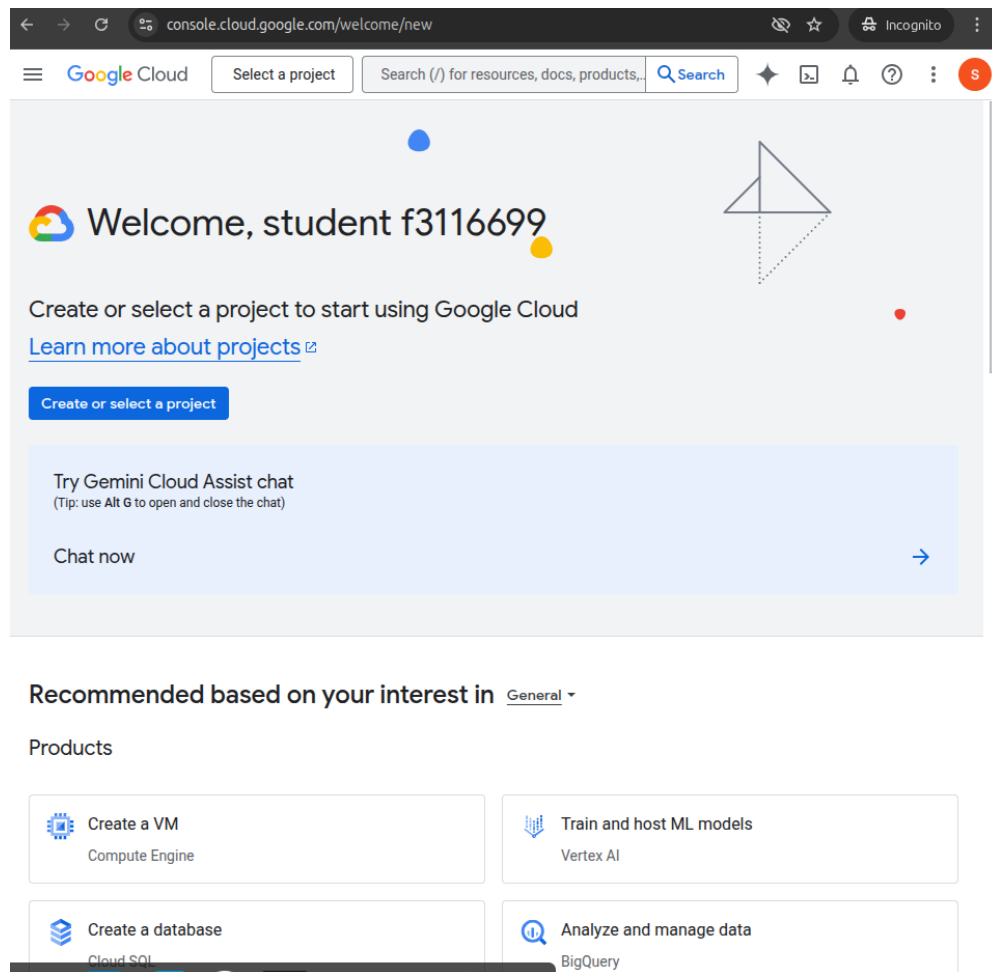 console.cloud.google.com/welcome/new
Incognito
Google Cloud
Select a project
Search (/) for resources, docs, products,..
Search
S
Welcome, student f3116699
Create or select a project to start using Google Cloud
Learn more about projects
Create or select a project
Try Gemini Cloud Assist chat
(Tip: use Alt G to open and close the chat)
Chat now
Recommended based on your interest in General
Products
Create a VM
Compute Engine
Train and host ML models
Vertex AI
Create a database
Cloud SQL
Analyze and manage data
BigQuery